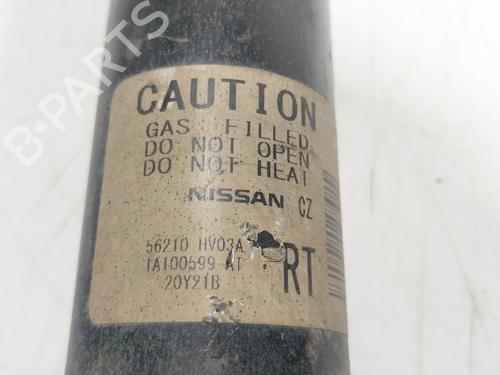 B-PARTS
CAUTION
GAS FILLED
DO NOT OPEN
DO NOT HEAT
NISSAN CZ
56210 HV03A
1A100599 AT
RT
20Y21B